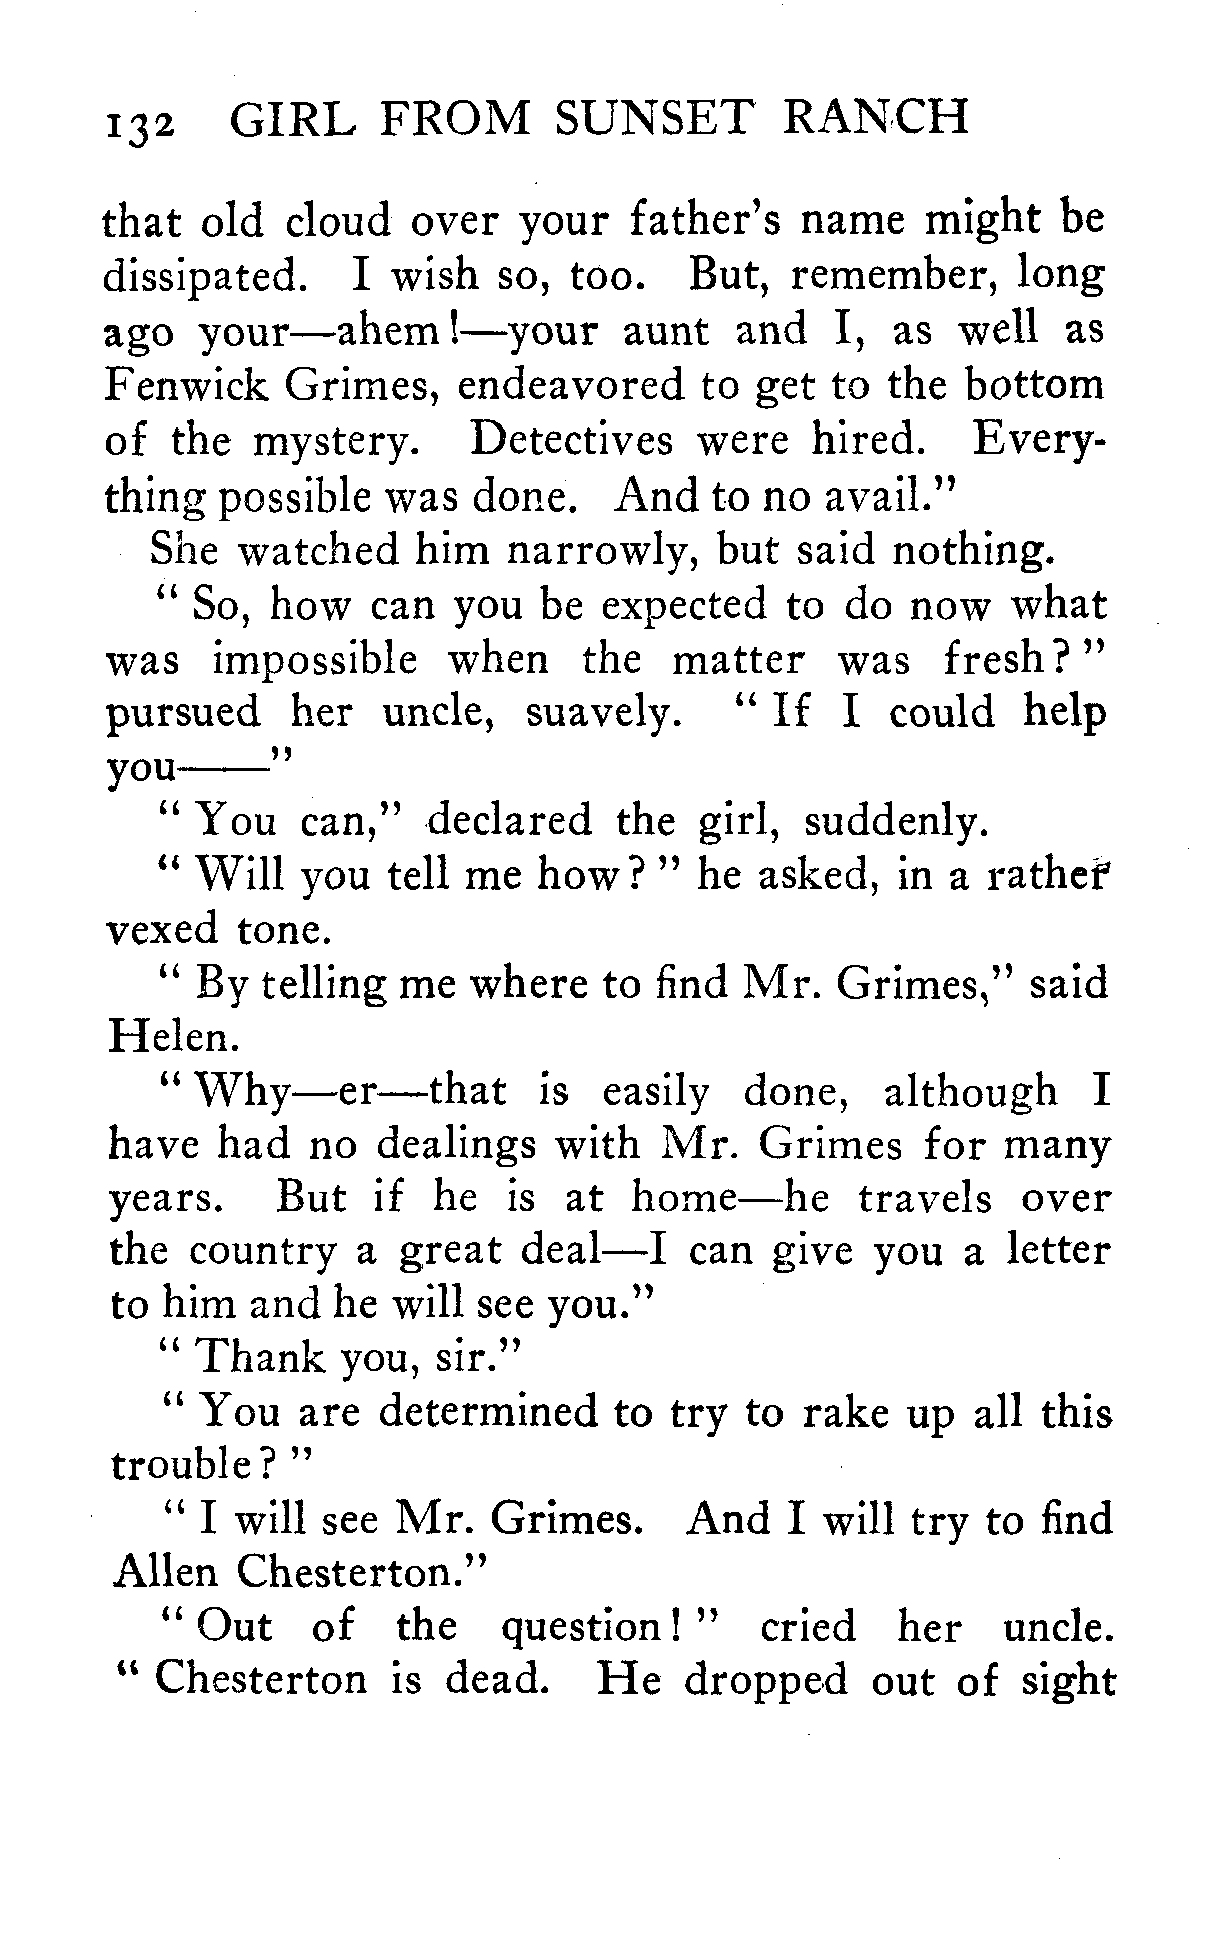 132 GIRL FROM SUNSET RANCH
that old cloud over your father's name might be
dissipated. I wish so, too. But, remember, long
ago your—ahem!—your aunt and I, as well as
Fenwick Grimes, endeavored to get to the bottom
of the mystery. Detectives were hired. Every-
thing possible was done. And to no avail."
She watched him narrowly, but said nothing.
" So, how can you be expected to do now what
was impossible when the matter was fresh? "
pursued her uncle, suavely. " If I could help
you——"
" You can," declared the girl, suddenly.
" Will you tell me how? " he asked, in a rather
vexed tone.
" By telling me where to find Mr. Grimes," said
Helen.
" Why—er—that is easily done, although I
have had no dealings with Mr. Grimes for many
years. But if he is at home—he travels over
the country a great deal—I can give you a letter
to him and he will see you."
" Thank you, sir."
" You are determined to try to rake up all this
trouble? "
" I will see Mr. Grimes. And I will try to find
Allen Chesterton."
" Out of the question! " cried her uncle.
" Chesterton is dead. He dropped out of sight